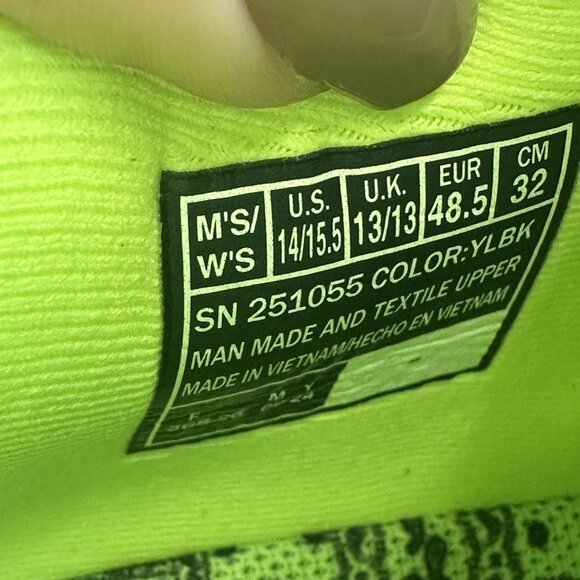 M'S/ W'S U.S. 14/15.5 U.K. 13/13 EUR 48.5 CM 32
SN 251055 COLOR:YLBK
MAN MADE AND TEXTILE UPPER
MADE IN VIETNAM/HECHO EN VIETNAM
F M Y